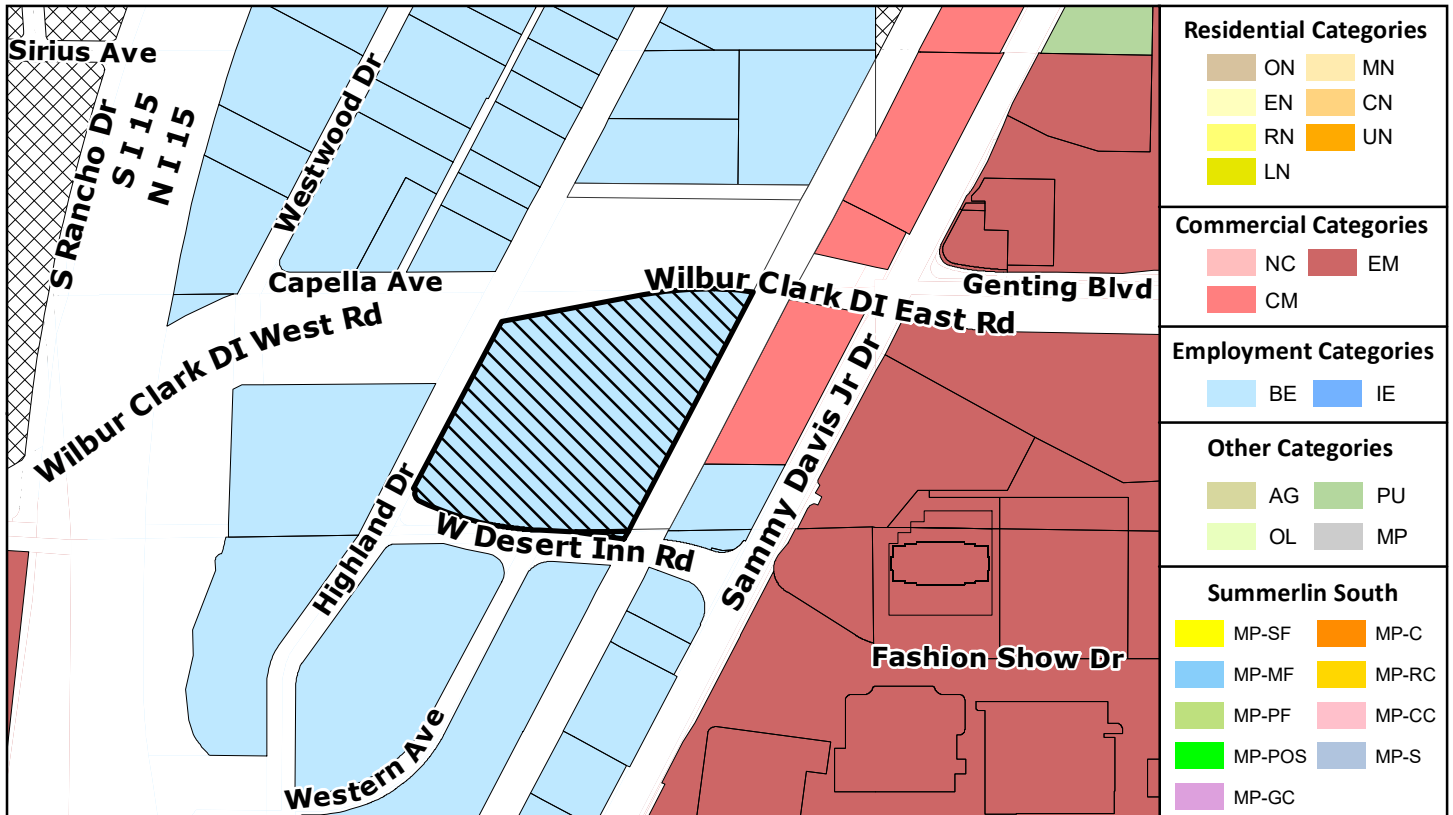 Sirius Ave
S Rancho Dr
S I 15
N I 15
Westwood Dr
Capella Ave
Wilbur Clark DI West Rd
Wilbur Clark DI East Rd
Genting Blvd
Sammy Davis Jr Dr
Highland Dr
W Desert Inn Rd
Fashion Show Dr
Western Ave
Residential Categories
ON MN
EN CN
RN UN
LN
Commercial Categories
NC EM
CM
Employment Categories
BE IE
Other Categories
AG PU
OL MP
Summerlin South
MP-SF MP-C
MP-MF MP-RC
MP-PF MP-CC
MP-POS MP-S
MP-GC